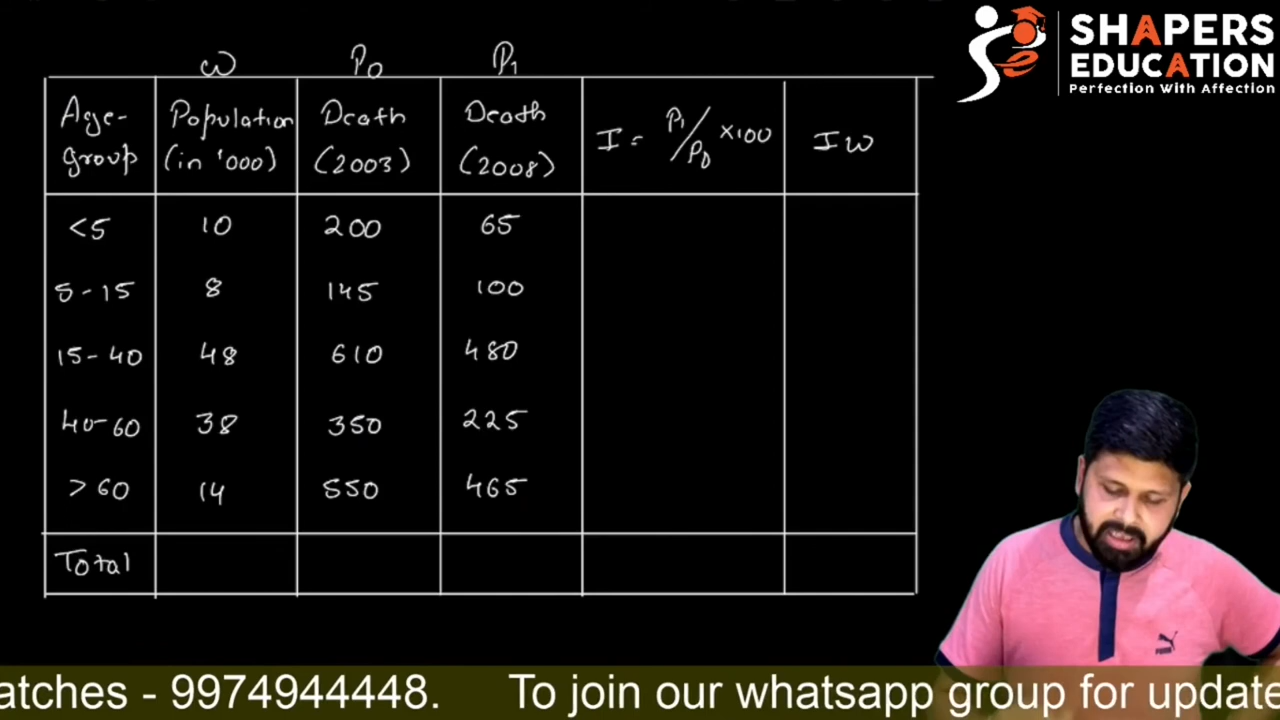 SHAPERS
EDUCATION
Perfection With Affection
w P0 P1
Age-group Population (in '000) Death (2003) Death (2008) I = P1/P0 ×100 Iw
<5 10 200 65
5-15 8 145 100
15-40 48 610 480
40-60 38 350 225
>60 14 550 465
Total
PUMA
atches - 9974944448. To join our whatsapp group for update